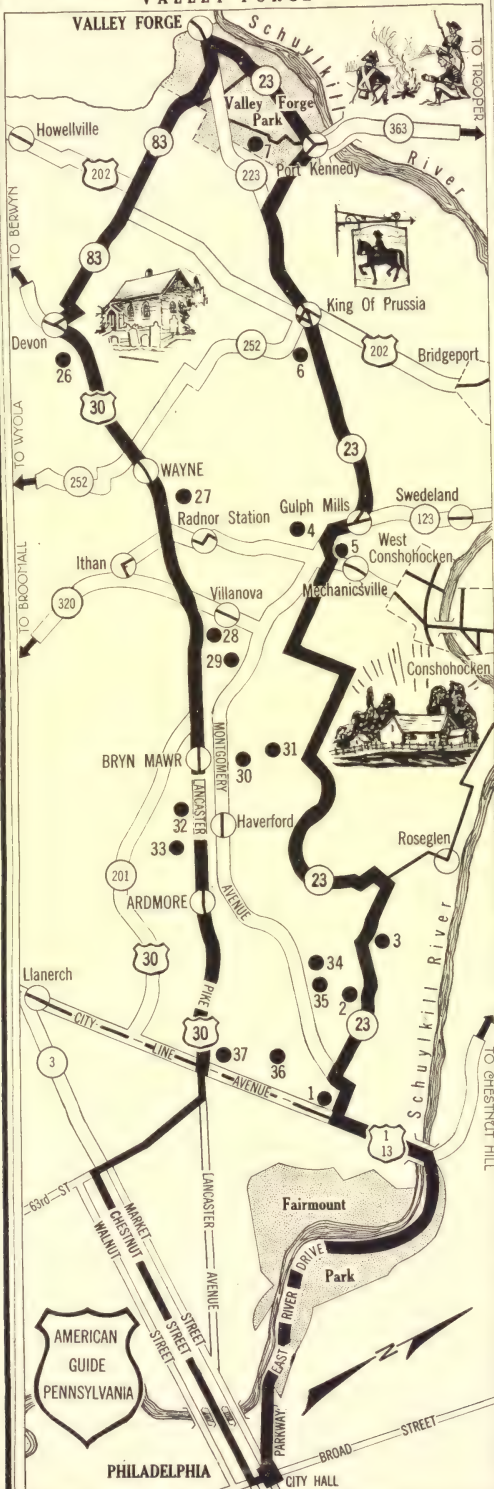 VALLEY FORGE
VALLEY FORGE
Schuylkill
River
TO TROOPER
23
Valley Forge
Park
363
Howellville
83
7
Port Kennedy
202
223
TO BERWYN
83
King Of Prussia
Devon
252
202
Bridgeport
26
6
30
TO WYOLA
23
WAYNE
252
27
Gulph Mills
Swedeland
4
123
Radnor Station
5
West
Conshohocken
Ithan
Mechanicsville
TO BROOMALL
320
Villanova
28
29
Conshohocken
31
BRYN MAWR
30
MONTGOMERY
AVENUE
LANCASTER
PIKE
32
Haverford
33
Roseglen
201
23
ARDMORE
3
30
34
35
2
Llanerch
23
Schuylkill River
CITY
LINE
AVENUE
30
37
36
3
1
TO CHESTNUT HILL
1
13
63rd ST
MARKET
STREET
CHESTNUT
STREET
WALNUT
STREET
LANCASTER
AVENUE
Fairmount
Park
EAST RIVER DRIVE
PARKWAY
AMERICAN
GUIDE
PENNSYLVANIA
N
BROAD STREET
PHILADELPHIA
CITY HALL